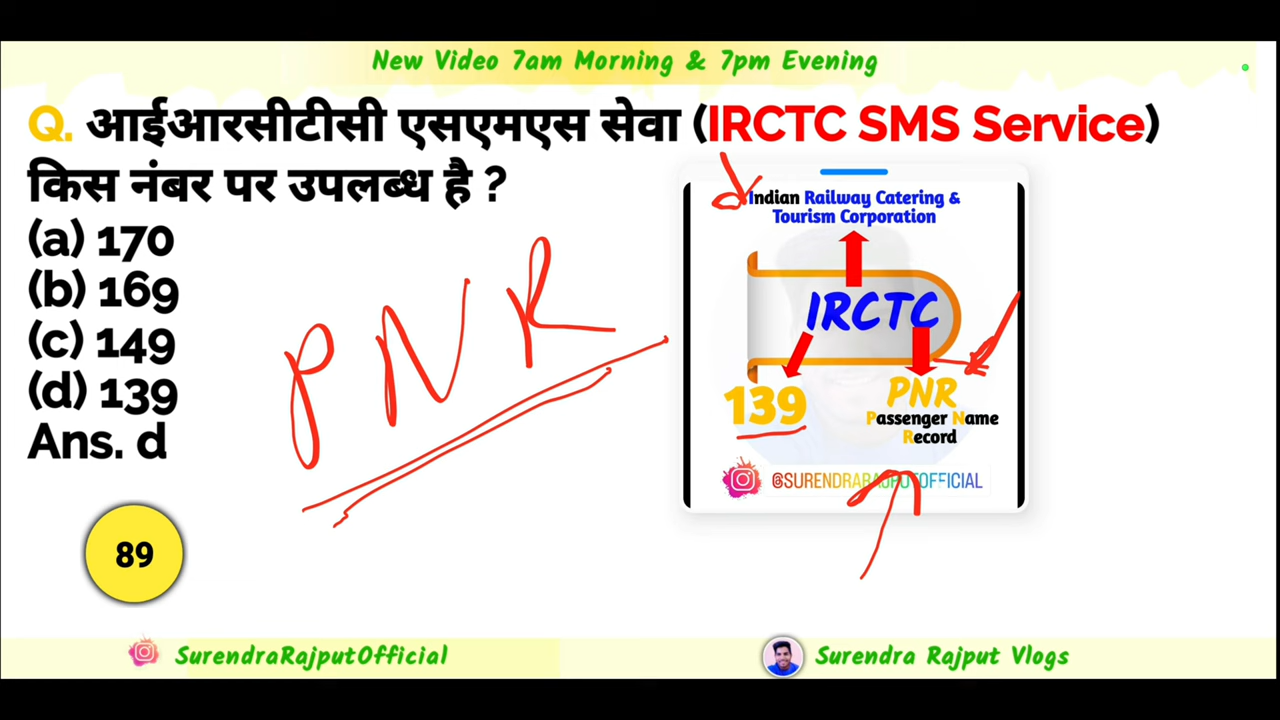 New Video 7am Morning & 7pm Evening
Q. आईआरसीटीसी एसएमएस सेवा (IRCTC SMS Service)
किस नंबर पर उपलब्ध है ?
(a) 170
(b) 169
(c) 149
(d) 139
Ans. d
PNR
Indian Railway Catering &
Tourism Corporation
IRCTC
139
PNR
Passenger Name
Record
@SURENDRARAJPUTOFFICIAL
89
SurendraRajputOfficial
Surendra Rajput Vlogs